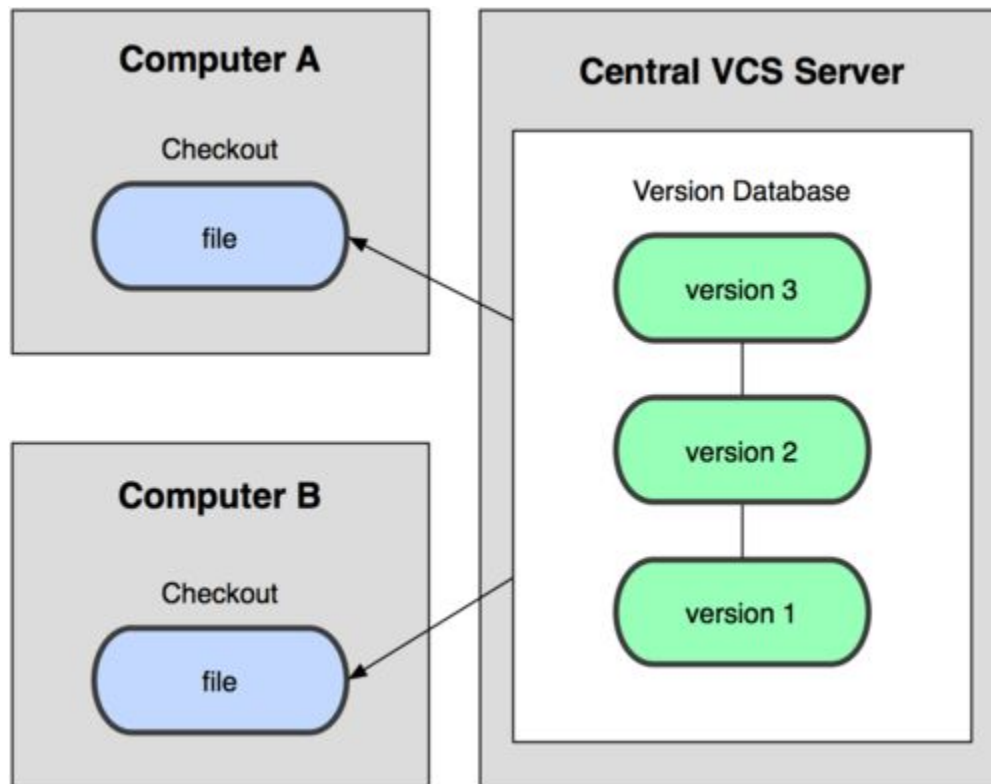 Computer A
Checkout
file
Computer B
Checkout
file
Central VCS Server
Version Database
version 3
version 2
version 1